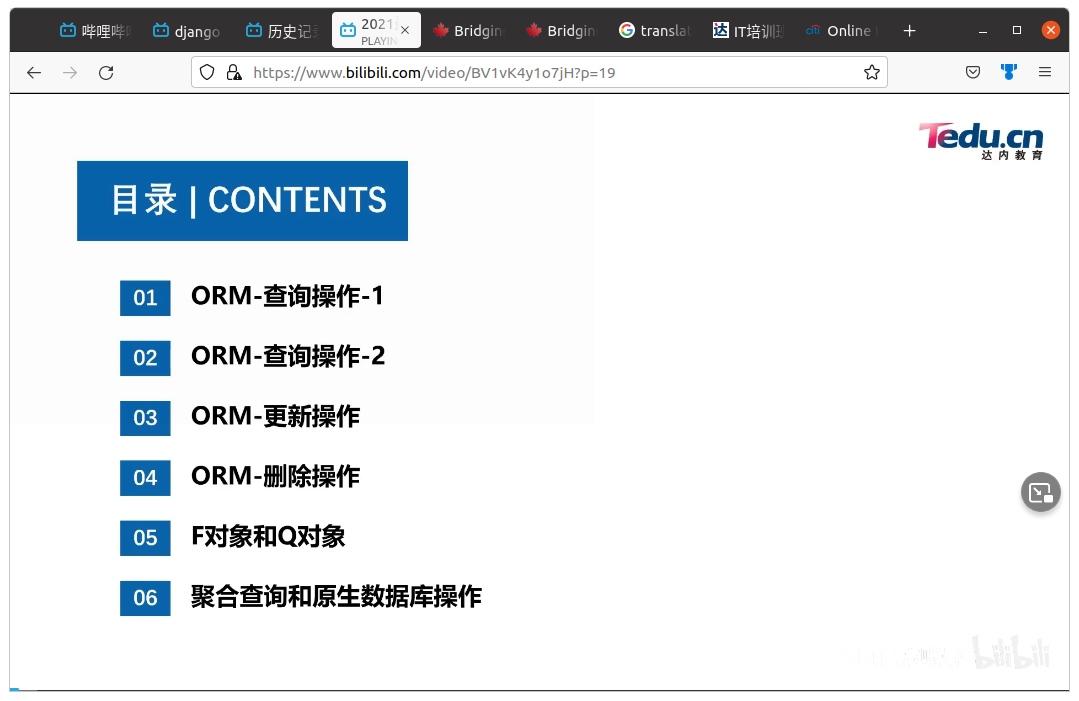 哔哩哔哩
django
历史记录
2021
PLAYIN
Bridgin
Bridgin
translat
IT培训班
citi
Online
https://www.bilibili.com/video/BV1vK4y1o7jH?p=19
Tedu.cn
达内教育
目录 | CONTENTS
01 ORM-查询操作-1
02 ORM-查询操作-2
03 ORM-更新操作
04 ORM-删除操作
05 F对象和Q对象
06 聚合查询和原生数据库操作
bilibili